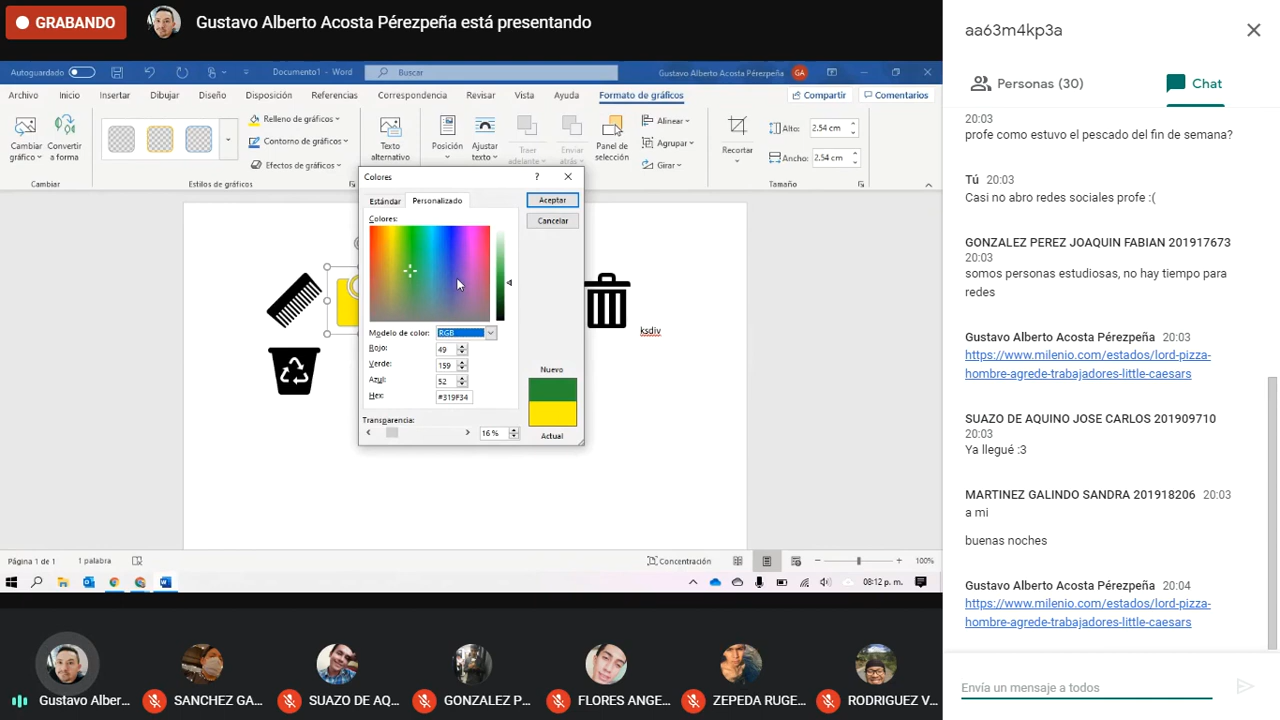 GRABANDO
Gustavo Alberto Acosta Pérezpeña está presentando
Autoguardado
Documento1 - Word
Buscar
Gustavo Alberto Acosta Pérezpeña
GA
Archivo Inicio Insertar Dibujar Diseño Disposición Referencias Correspondencia Revisar Vista Ayuda Formato de gráficos Compartir Comentarios
Cambiar gráfico
Convertir a forma
Cambiar
Relleno de gráficos
Contorno de gráficos
Efectos de gráficos
Estilos de gráficos
Texto alternativo
Posición
Ajustar texto
Traer adelante
Enviar atrás
Panel de selección
Alinear
Agrupar
Girar
Recortar
Alto: 2.54 cm
Ancho: 2.54 cm
Tamaño
Colores
?
Estándar
Personalizado
Aceptar
Cancelar
Colores:
Modelo de color: RGB
Rojo: 49
Verde: 159
Azul: 52
Hex: #319F34
Transparencia:
16 %
Nuevo
Actual
ksdiv
Página 1 de 1
1 palabra
Concentración
100%
08:12 p. m.
Gustavo Alber...
SANCHEZ GA...
SUAZO DE AQ...
GONZALEZ P...
FLORES ANGE...
ZEPEDA RUGE...
RODRIGUEZ V...
aa63m4kp3a
Personas (30)
Chat
20:03
profe como estuvo el pescado del fin de semana?
Tú 20:03
Casi no abro redes sociales profe :(
GONZALEZ PEREZ JOAQUIN FABIAN 201917673
20:03
somos personas estudiosas, no hay tiempo para
redes
Gustavo Alberto Acosta Pérezpeña 20:03
https://www.milenio.com/estados/lord-pizza-
hombre-agrede-trabajadores-little-caesars
SUAZO DE AQUINO JOSE CARLOS 201909710
20:03
Ya llegué :3
MARTINEZ GALINDO SANDRA 201918206 20:03
a mi
buenas noches
Gustavo Alberto Acosta Pérezpeña 20:04
https://www.milenio.com/estados/lord-pizza-
hombre-agrede-trabajadores-little-caesars
Envía un mensaje a todos